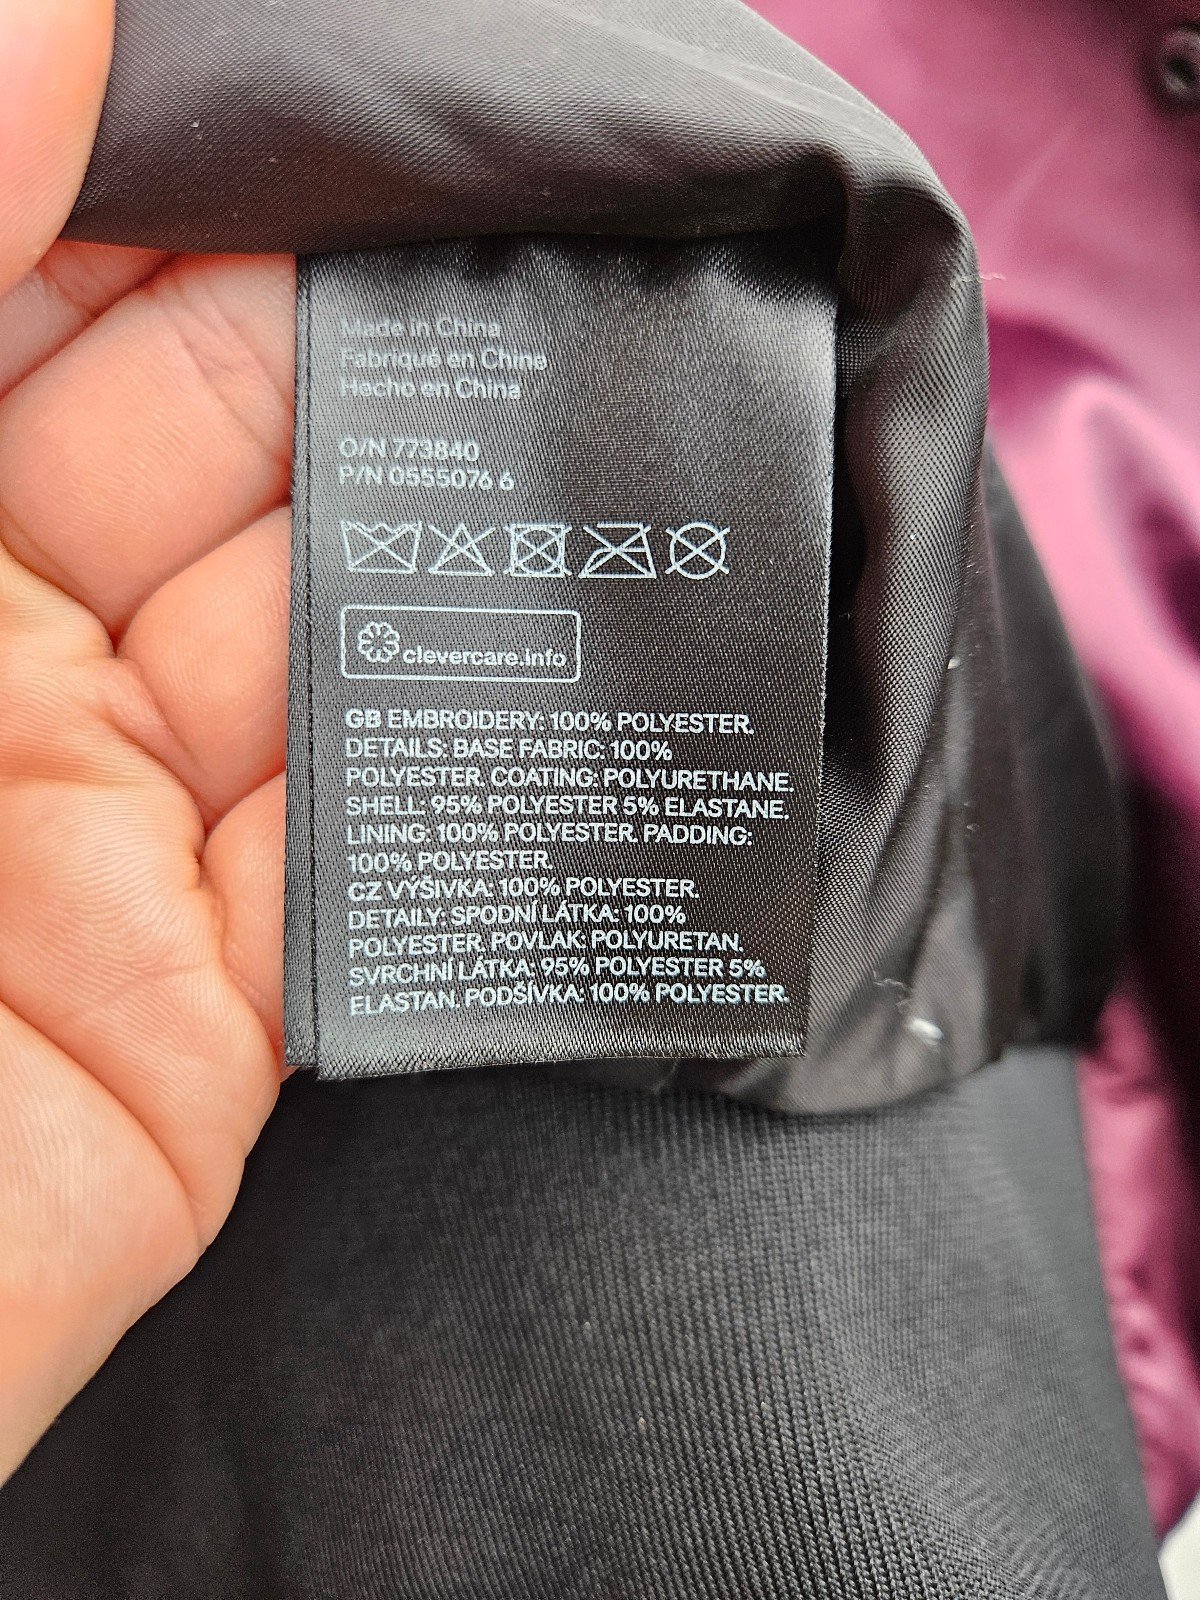 Made in China
Fabriqué en Chine
Hecho en China
O/N 773840
P/N 0555076 6
clevercare.info
GB EMBROIDERY: 100% POLYESTER.
DETAILS: BASE FABRIC: 100%
POLYESTER. COATING: POLYURETHANE.
SHELL: 95% POLYESTER 5% ELASTANE.
LINING: 100% POLYESTER. PADDING:
100% POLYESTER.
CZ VÝŠIVKA: 100% POLYESTER.
DETAILY: SPODNÍ LÁTKA: 100%
POLYESTER. POVLAK: POLYURETAN.
SVRCHNÍ LÁTKA: 95% POLYESTER 5%
ELASTAN. PODŠÍVKA: 100% POLYESTER.